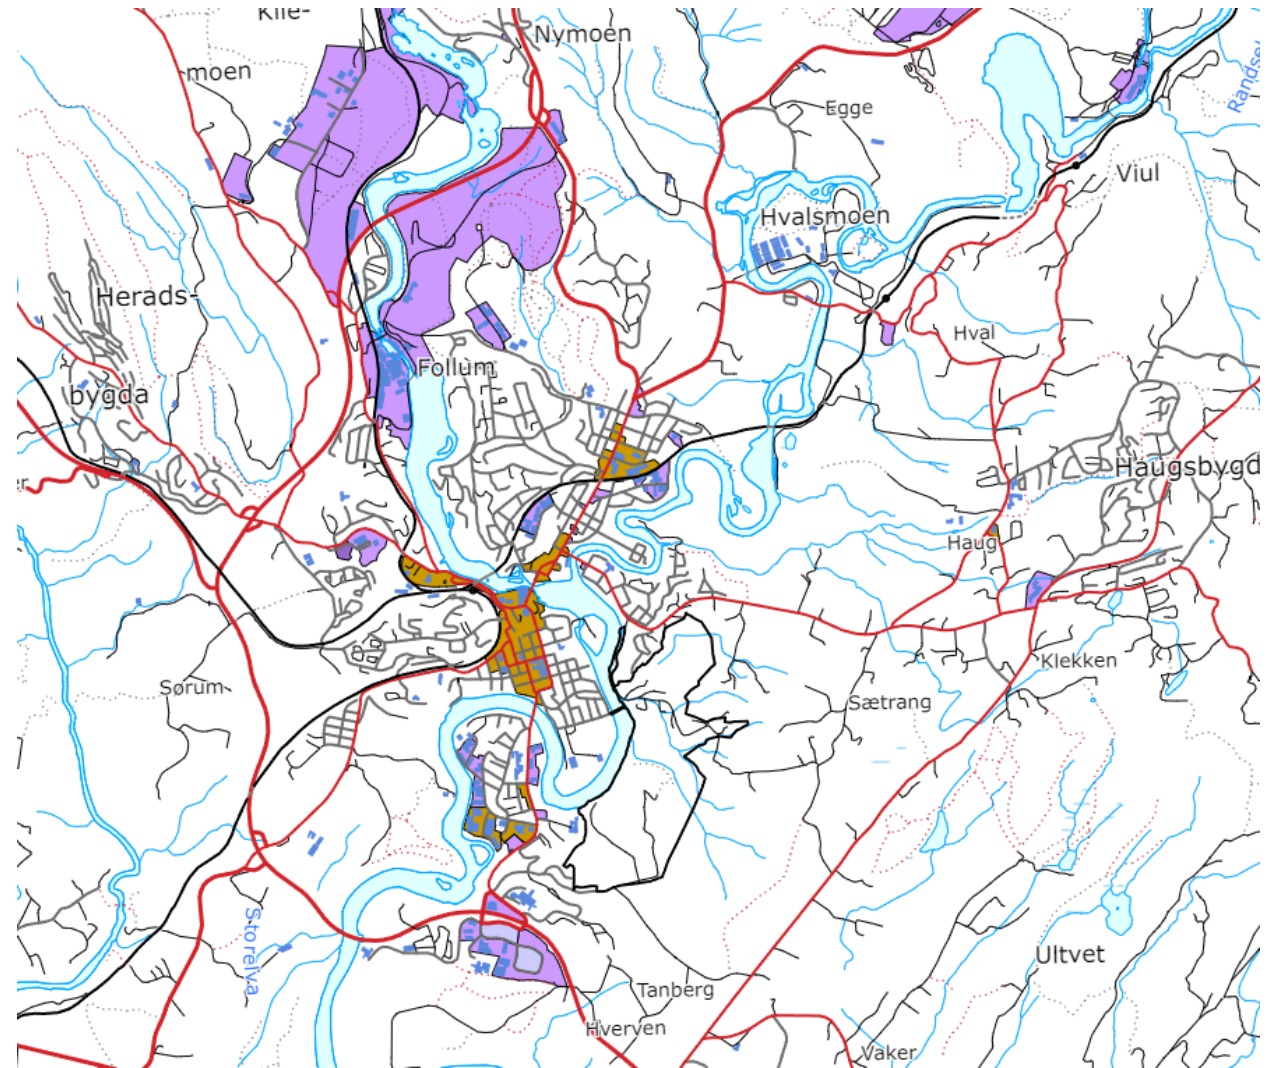 Nymoen
moen
Egge
Viul
Hvalsmoen
Herads-
Hval
Follum
bygda
Haugsbygd
Haug
Klekken
Sørum
Sætrang
Storelva
Ultvet
Tanberg
Hverven
Vaker